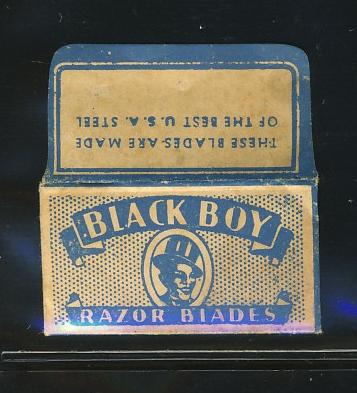 THESE BLADES ARE MADE
OF THE BEST U.S.A. STEEL
BLACK BOY
RAZOR BLADES